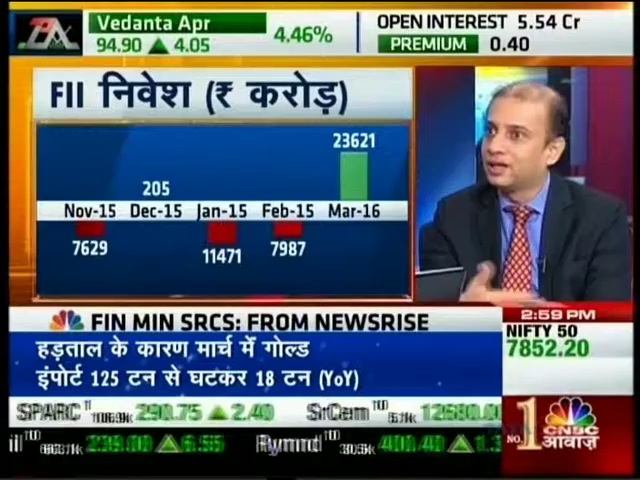 Vedanta Apr
94.90 ▲ 4.05
4.46%
OPEN INTEREST 5.54 Cr
PREMIUM 0.40
FII निवेश (₹ करोड़)
23621
205
Nov-15 Dec-15 Jan-15 Feb-15 Mar-16
7629
11471
7987
FIN MIN SRCS: FROM NEWSRISE
हड़ताल के कारण मार्च में गोल्ड
इंपोर्ट 125 टन से घटकर 18 टन (YoY)
2:59 PM
NIFTY 50
7852.20
SPARC 290.75 ▲ 2.40 SrCem 12680.00
239.00 ▲ 6.55 Raymnd 400.40 ▲
NO. 1
CNBC
आवाज़